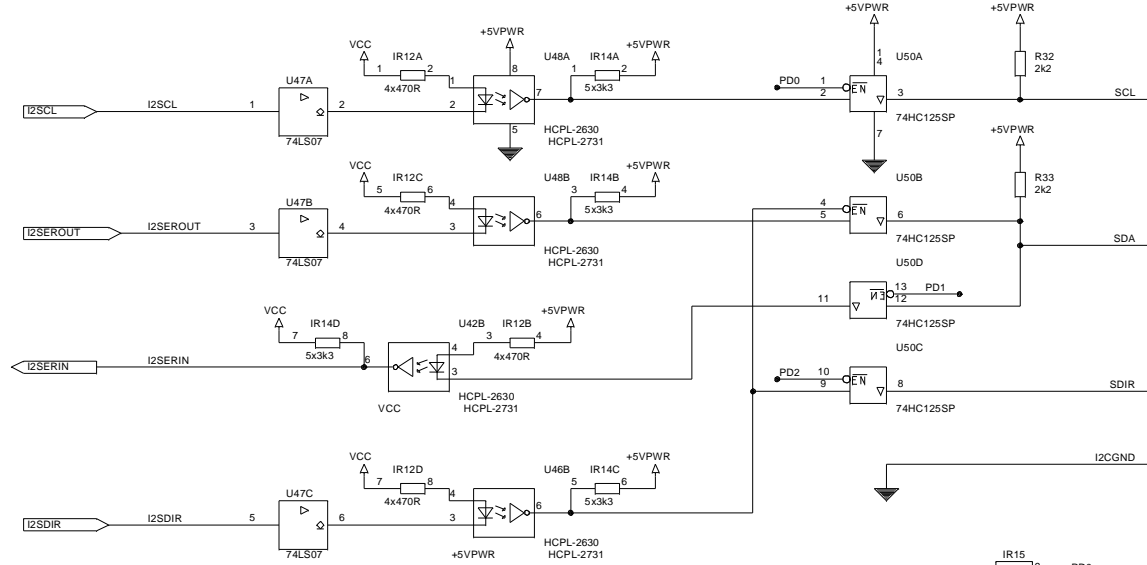 +5VPWR +5VPWR
VCC IR12A +5VPWR U48A IR14A +5VPWR 1 4 U50A R32 2k2
U47A 1 2 8 1 2 PD0 1 EN
I2SCL I2SCL 1 2 4x470R 1 2 7 5x3k3 2 3 SCL
74LS07 5 HCPL-2630 HCPL-2731 7 74HC125SP
+5VPWR
VCC IR12C U48B IR14B +5VPWR U50B R33 2k2
U47B 5 6 4 3 4 4 EN
I2SEROUT I2SEROUT 3 4 4x470R 3 6 5x3k3 5 6
74LS07 HCPL-2630 HCPL-2731 74HC125SP SDA
U50D
VCC IR14D U42B IR12B +5VPWR 11 EN 13 PD1 12
7 8 3 4 74HC125SP
I2SERIN I2SERIN 5x3k3 6 4 3 4x470R U50C
VCC HCPL-2630 HCPL-2731 PD2 10 EN 9 8 SDIR
74HC125SP
VCC IR12D U46B IR14C +5VPWR I2CGND
U47C 7 8 4 5 6
I2SDIR I2SDIR 5 6 4x470R 3 6 5x3k3
74LS07 +5VPWR HCPL-2630 HCPL-2731
IR15